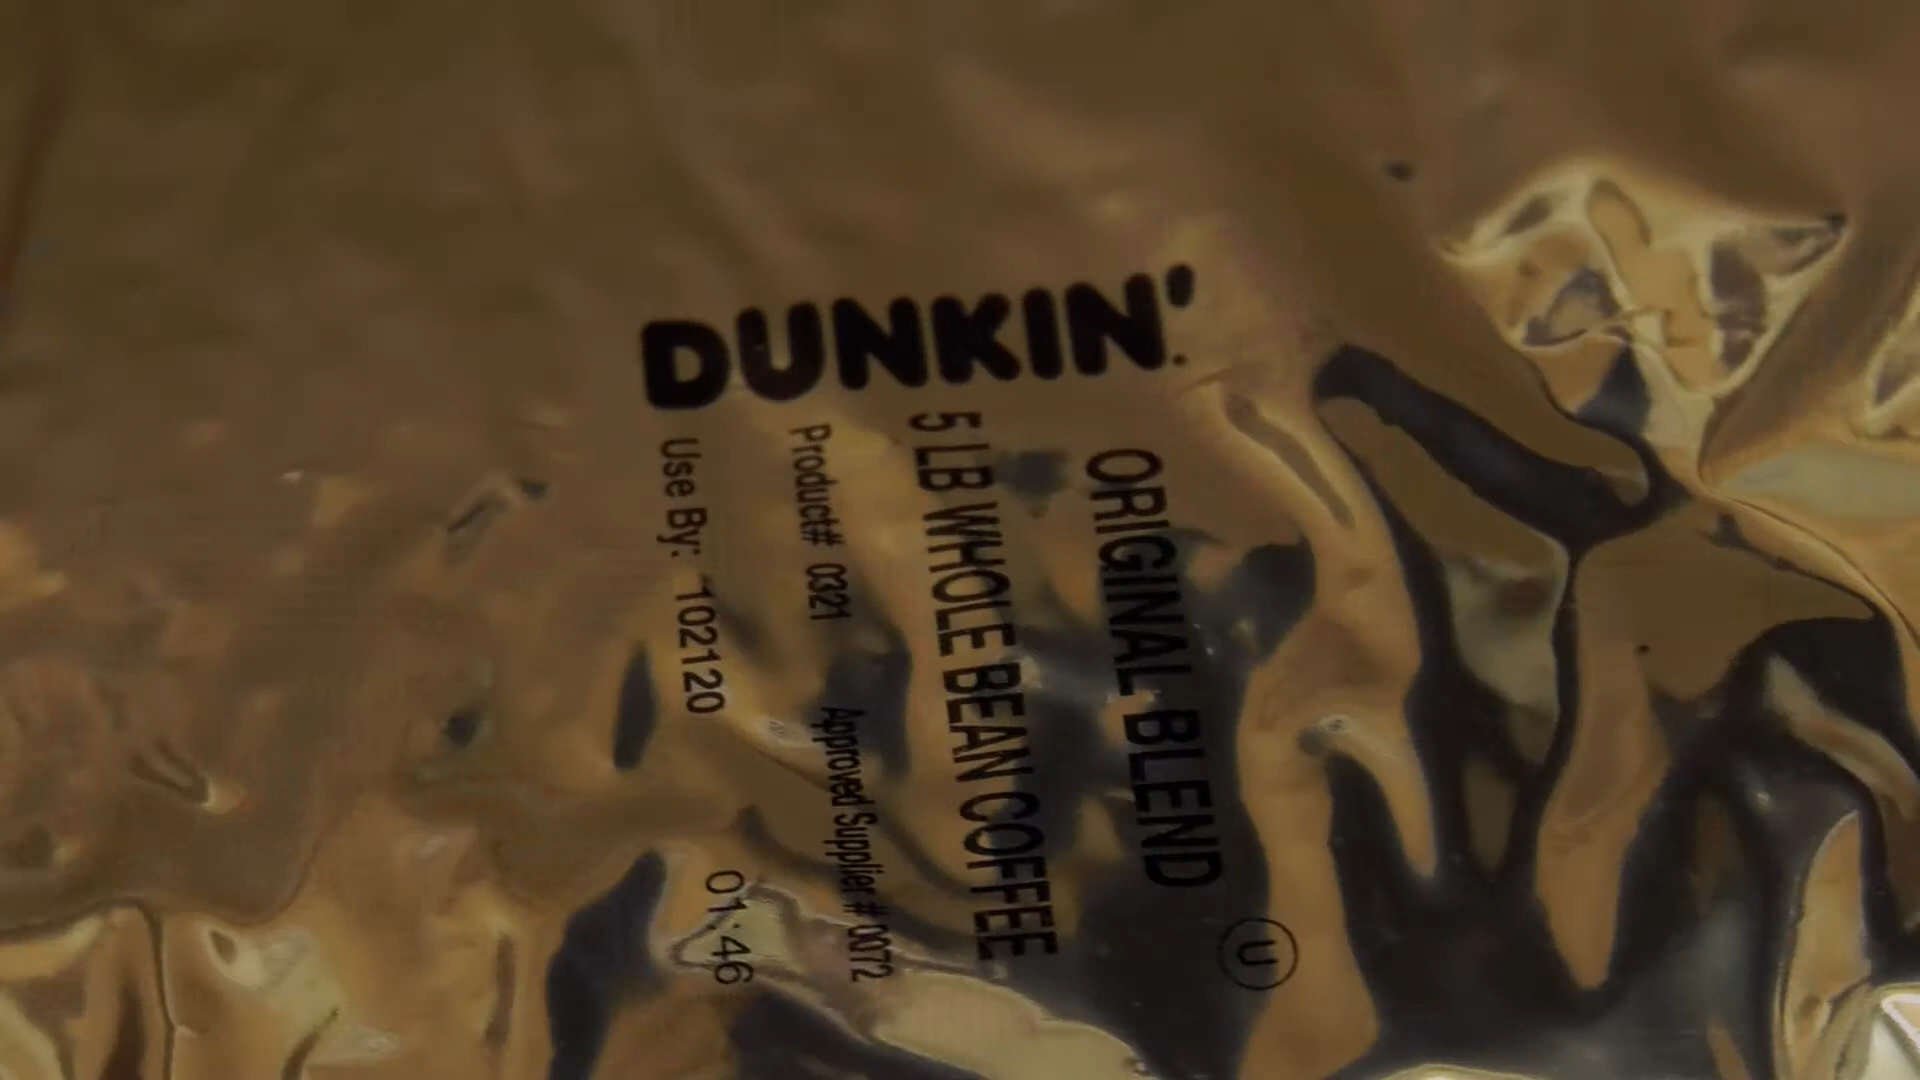 DUNKIN'
ORIGINAL BLEND
U
5 LB WHOLE BEAN COFFEE
Product# 0321 Approved Supplier# 0072
Use By: 102120 01:46